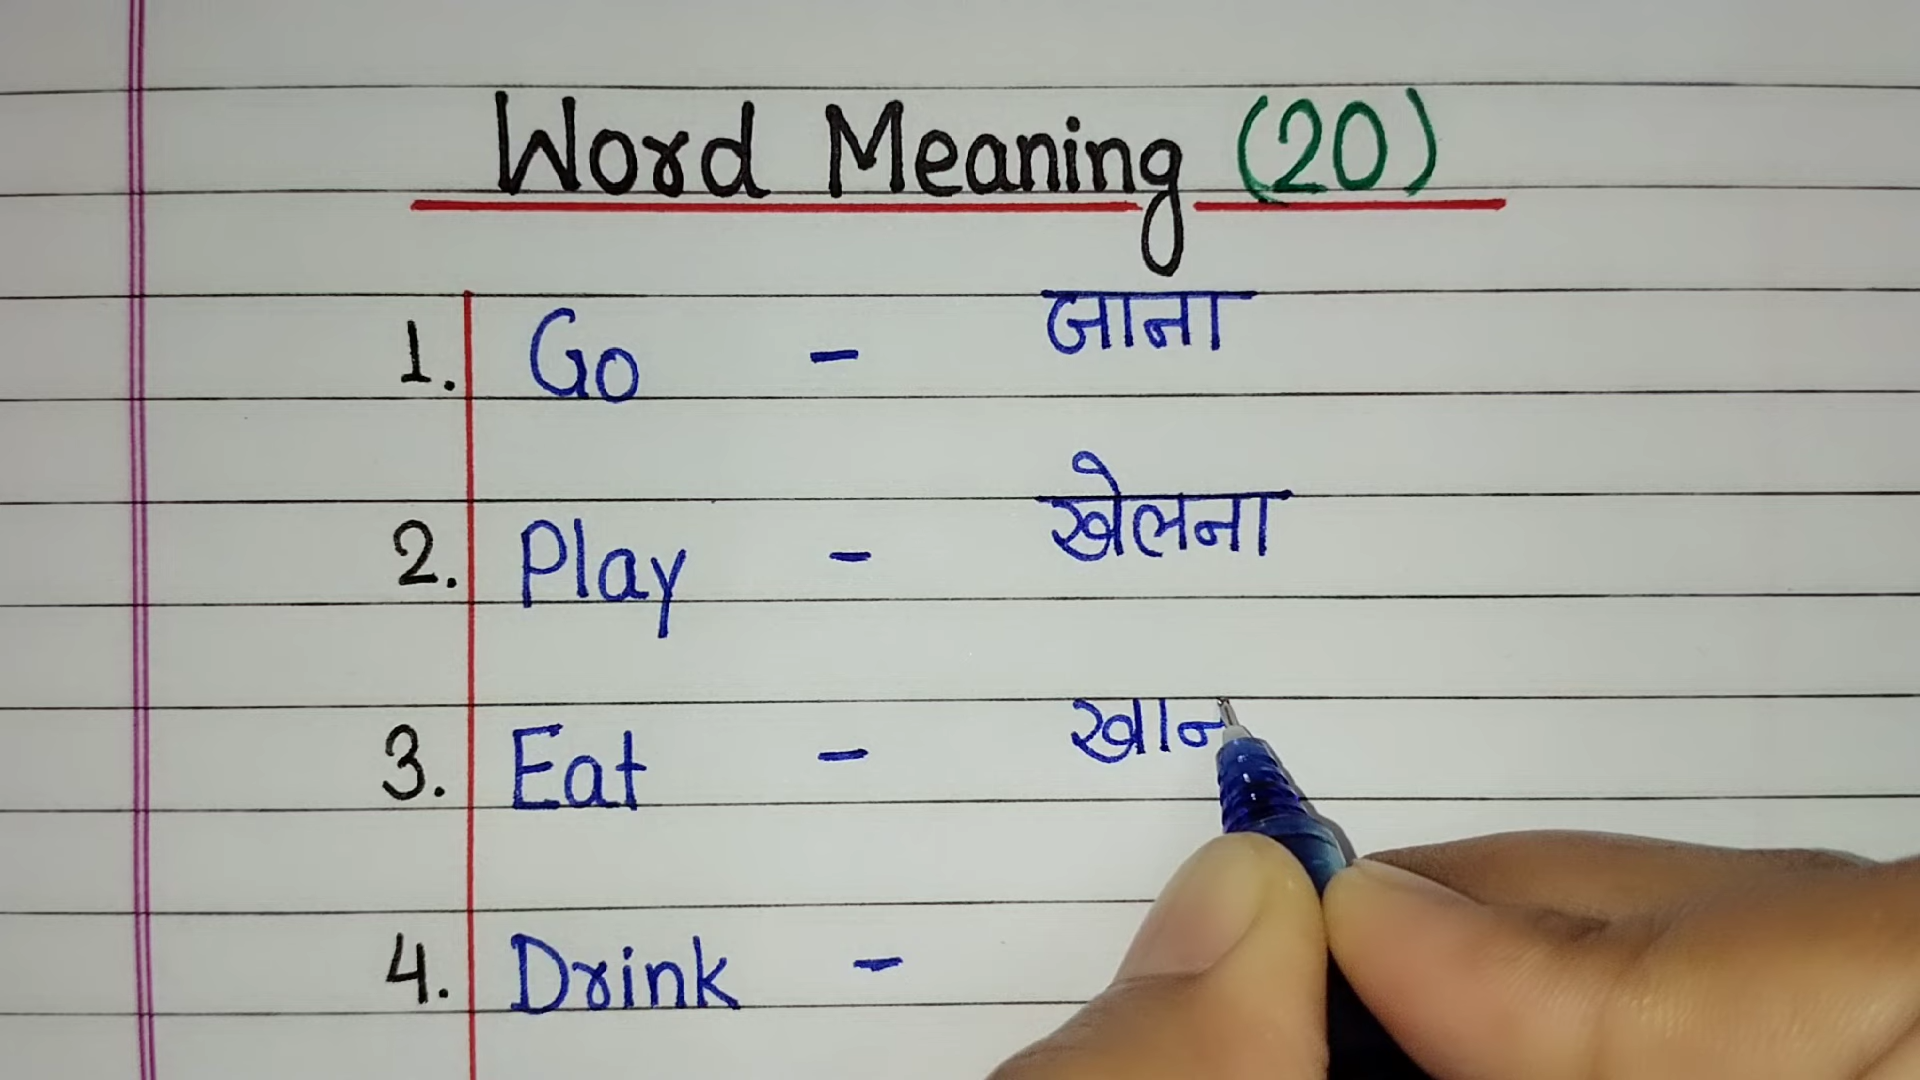 Word Meaning (20)
1. Go - जाना
2. Play - खेलना
3. Eat - खान
4. Drink -